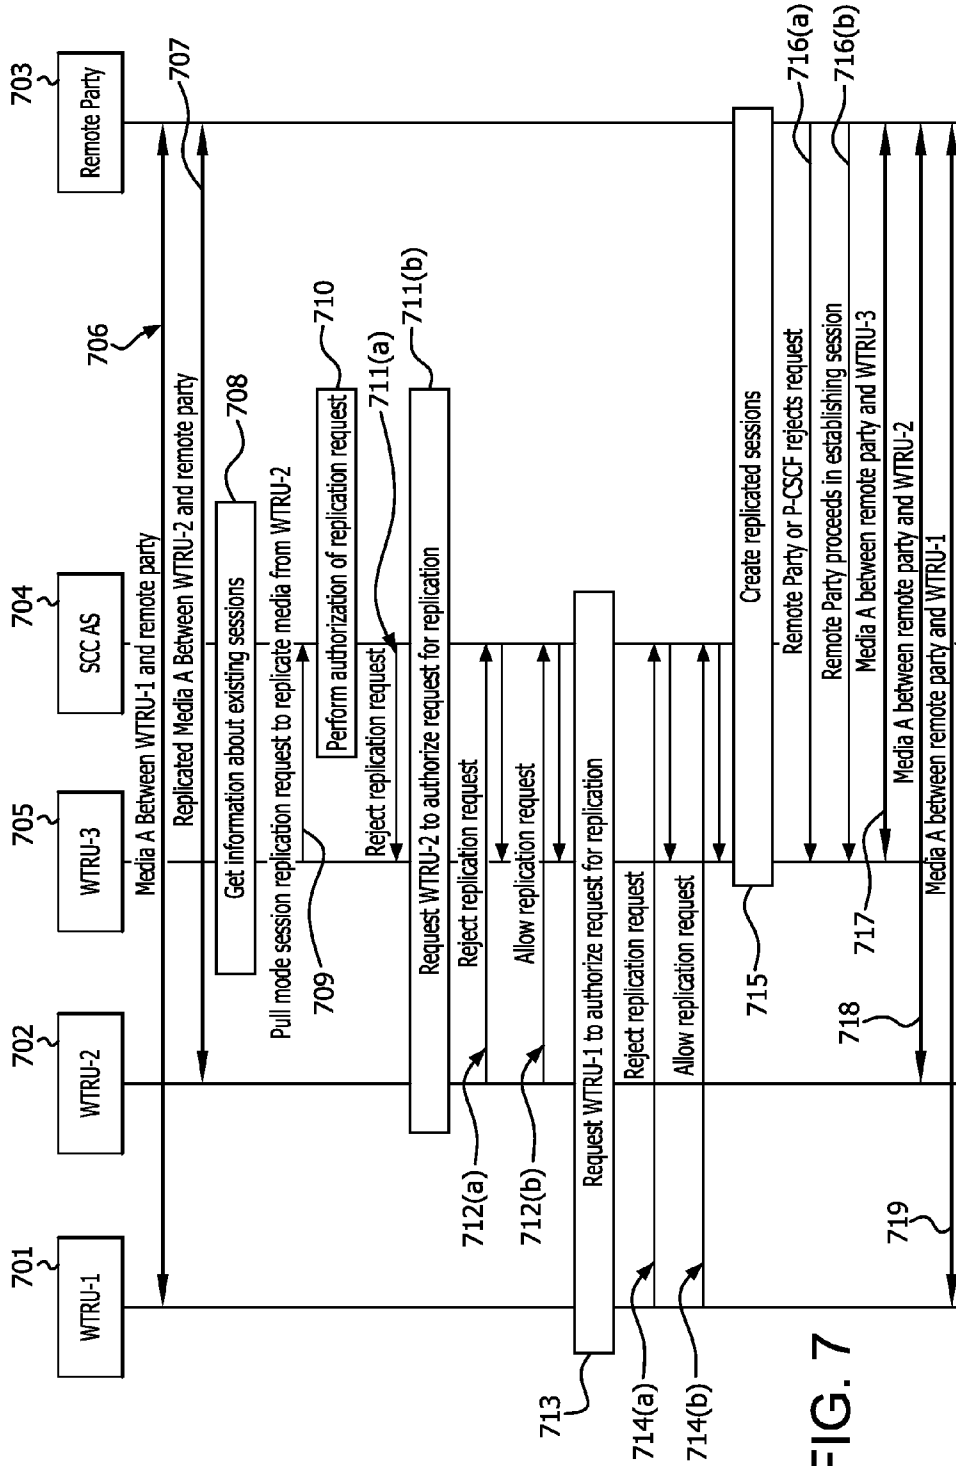 701
WTRU-1
702
WTRU-2
705
WTRU-3
704
SCC AS
703
Remote Party
Media A Between WTRU-1 and remote party
706
Replicated Media A Between WTRU-2 and remote party
707
Get information about existing sessions
708
Pull mode session replication request to replicate media from WTRU-2
709
Perform authorization of replication request
710
Reject replication request
711(a)
Request WTRU-2 to authorize request for replication
711(b)
Reject replication request
712(a)
Allow replication request
712(b)
Request WTRU-1 to authorize request for replication
713
Reject replication request
714(a)
Allow replication request
714(b)
Create replicated sessions
715
Remote Party or P-CSCF rejects request
716(a)
Remote Party proceeds in establishing session
716(b)
Media A between remote party and WTRU-3
717
Media A between remote party and WTRU-2
718
Media A between remote party and WTRU-1
719
FIG. 7